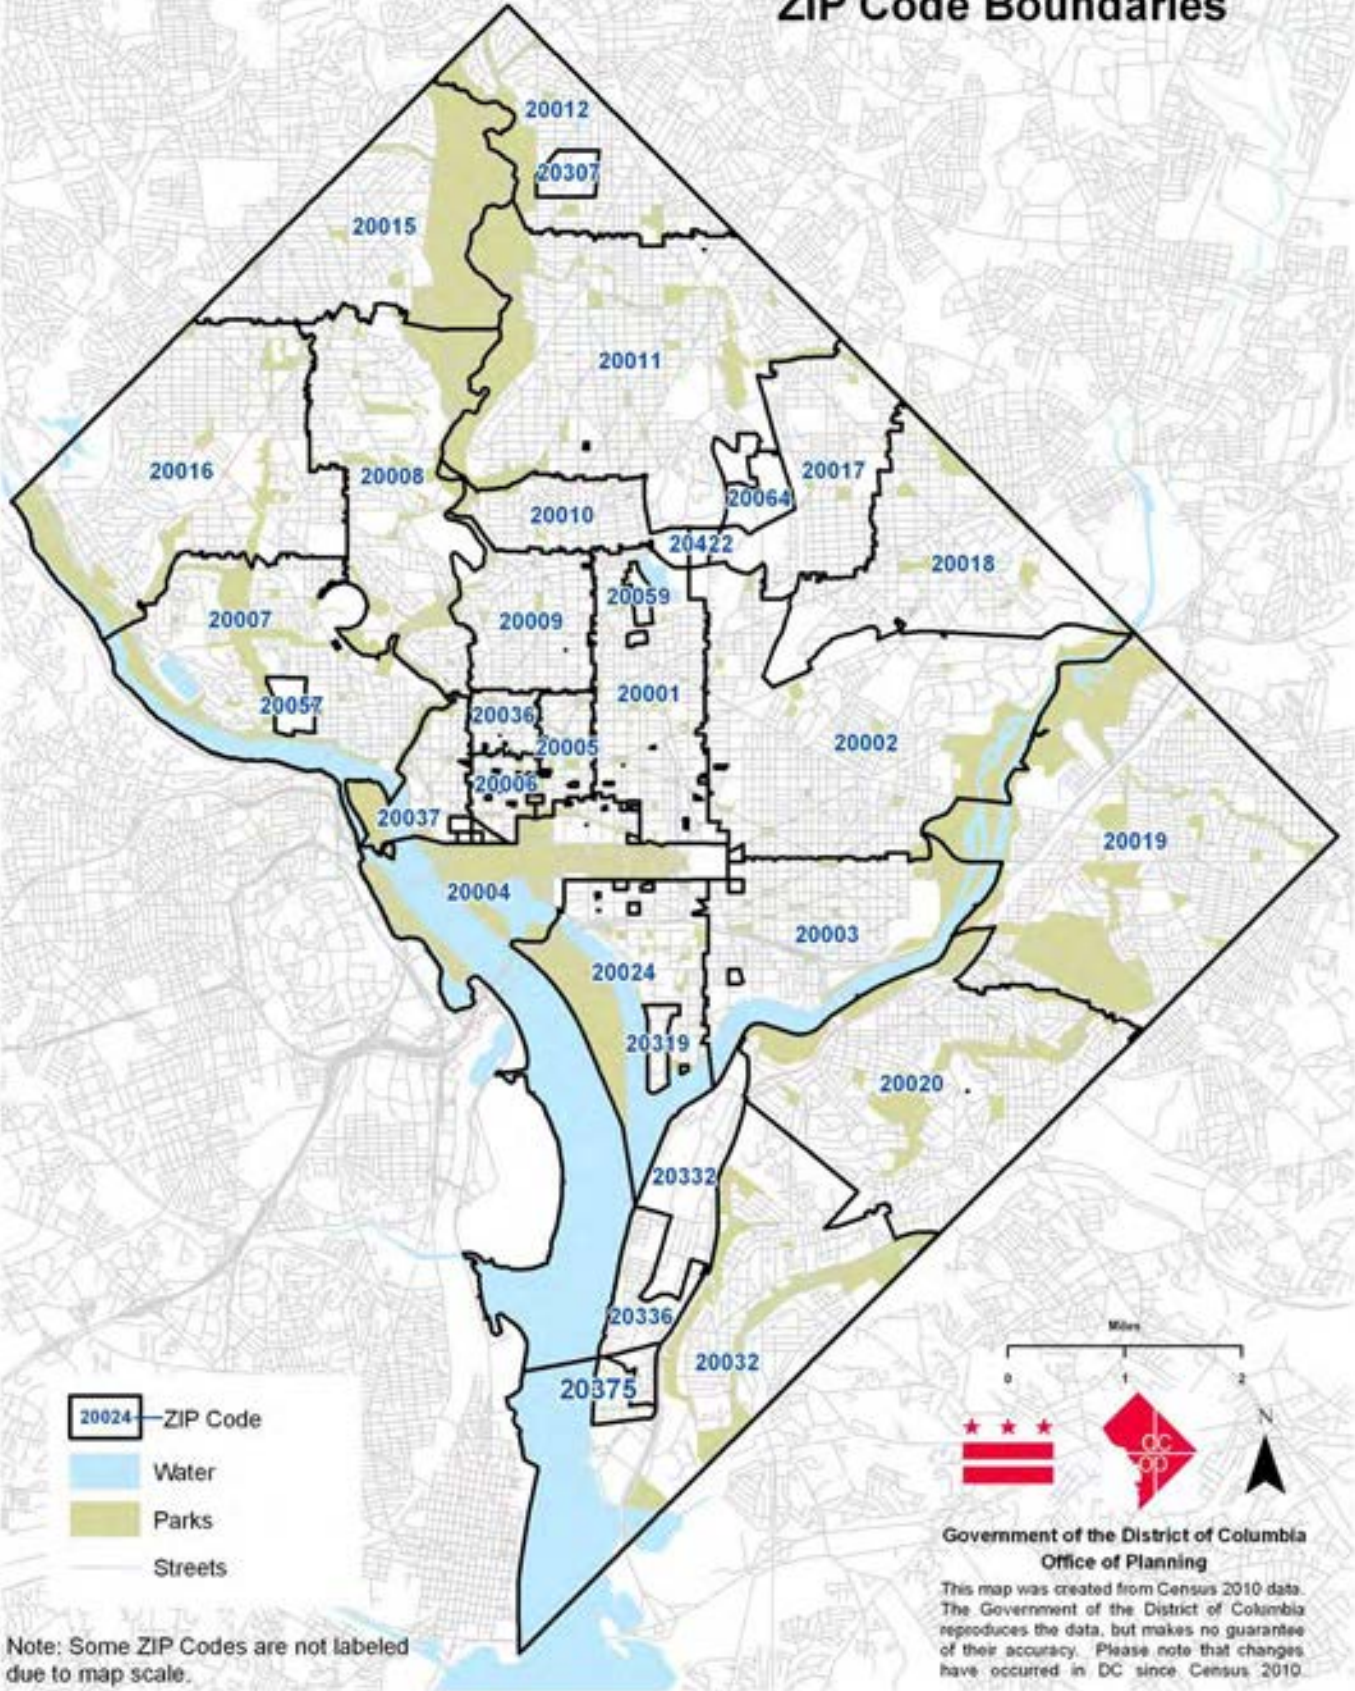 ZIP Code Boundaries
20012
20307
20015
20011
20016
20008
20017
20064
20010
20422
20018
20059
20007
20009
20057
20001
20036
20005
20002
20006
20037
20019
20004
20003
20024
20319
20020
20332
20336
20032
20375
Miles
0 1 2
20024 ZIP Code
Water
Parks
Streets
N
dc
op
Government of the District of Columbia
Office of Planning
This map was created from Census 2010 data.
The Government of the District of Columbia
reproduces the data, but makes no guarantee
of their accuracy. Please note that changes
have occurred in DC since Census 2010.
Note: Some ZIP Codes are not labeled
due to map scale.